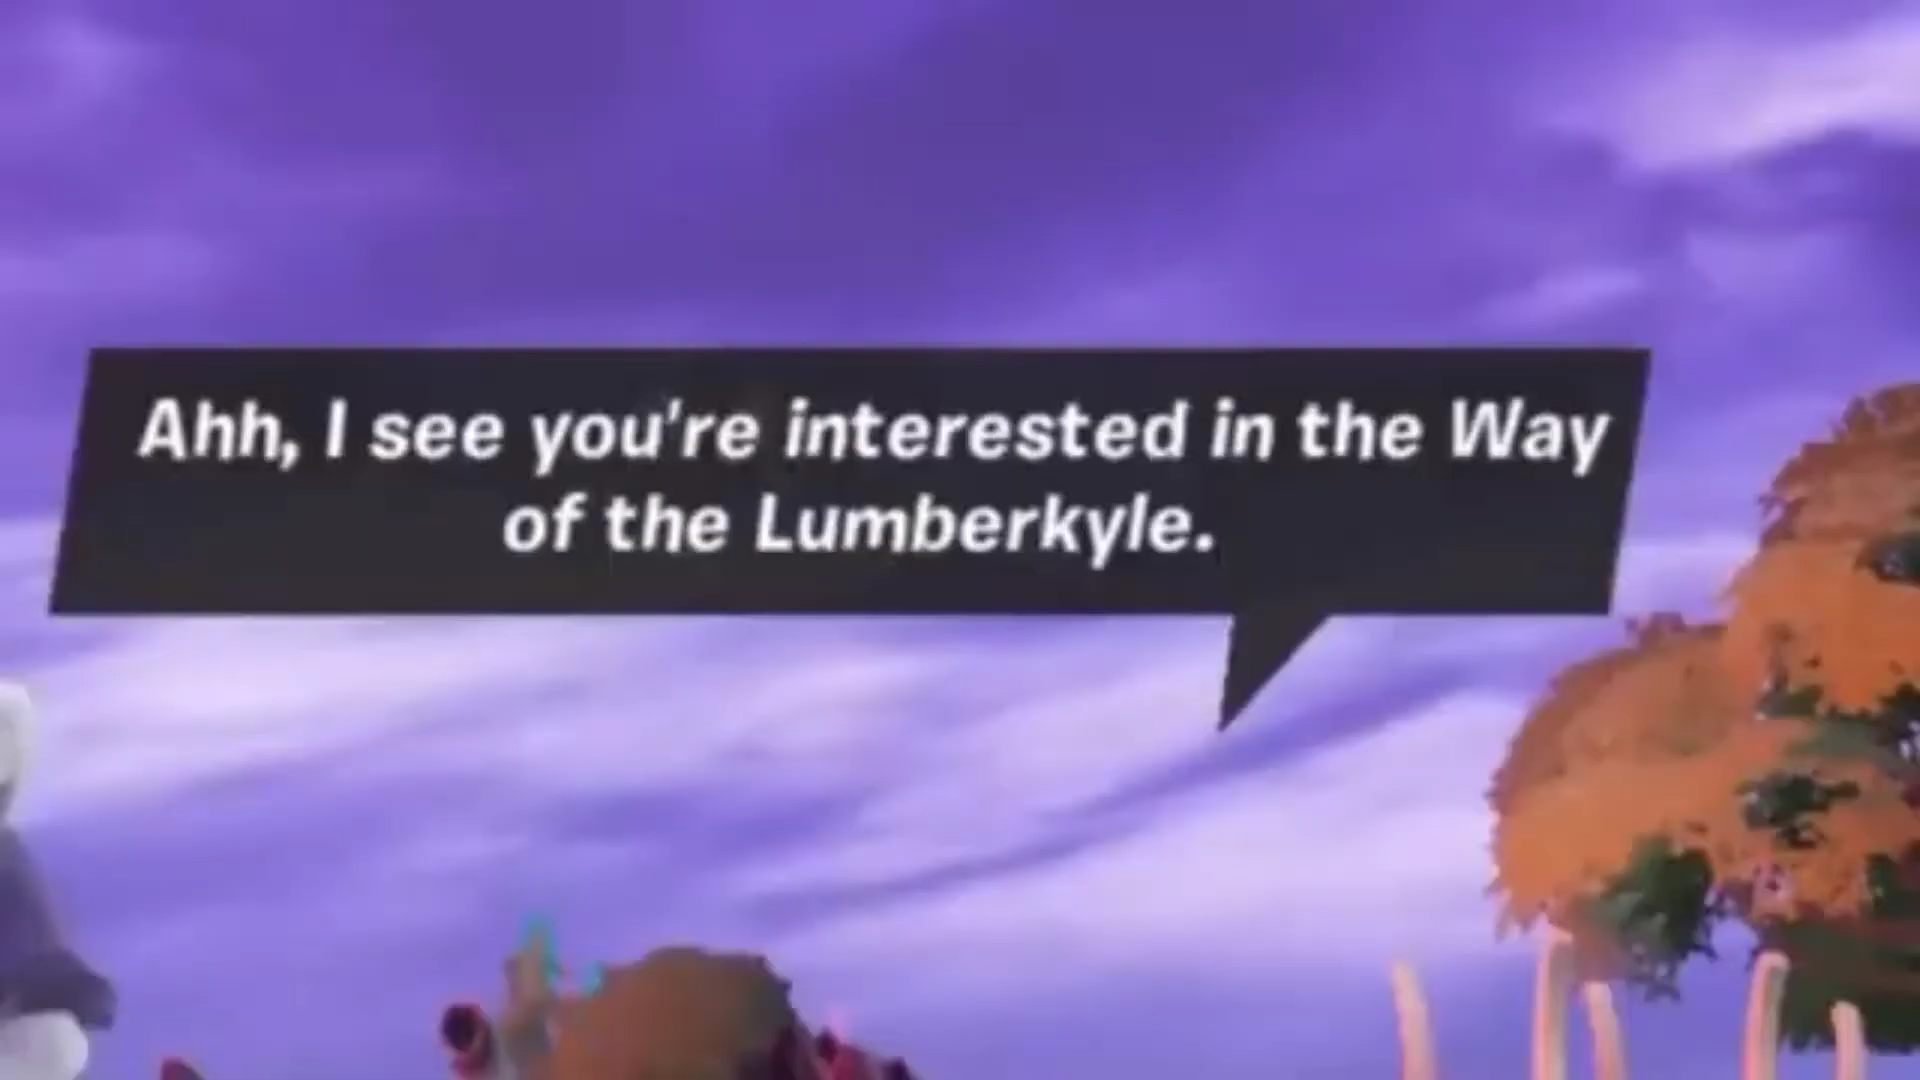 Ahh, I see you're interested in the Way
of the Lumberkyle.